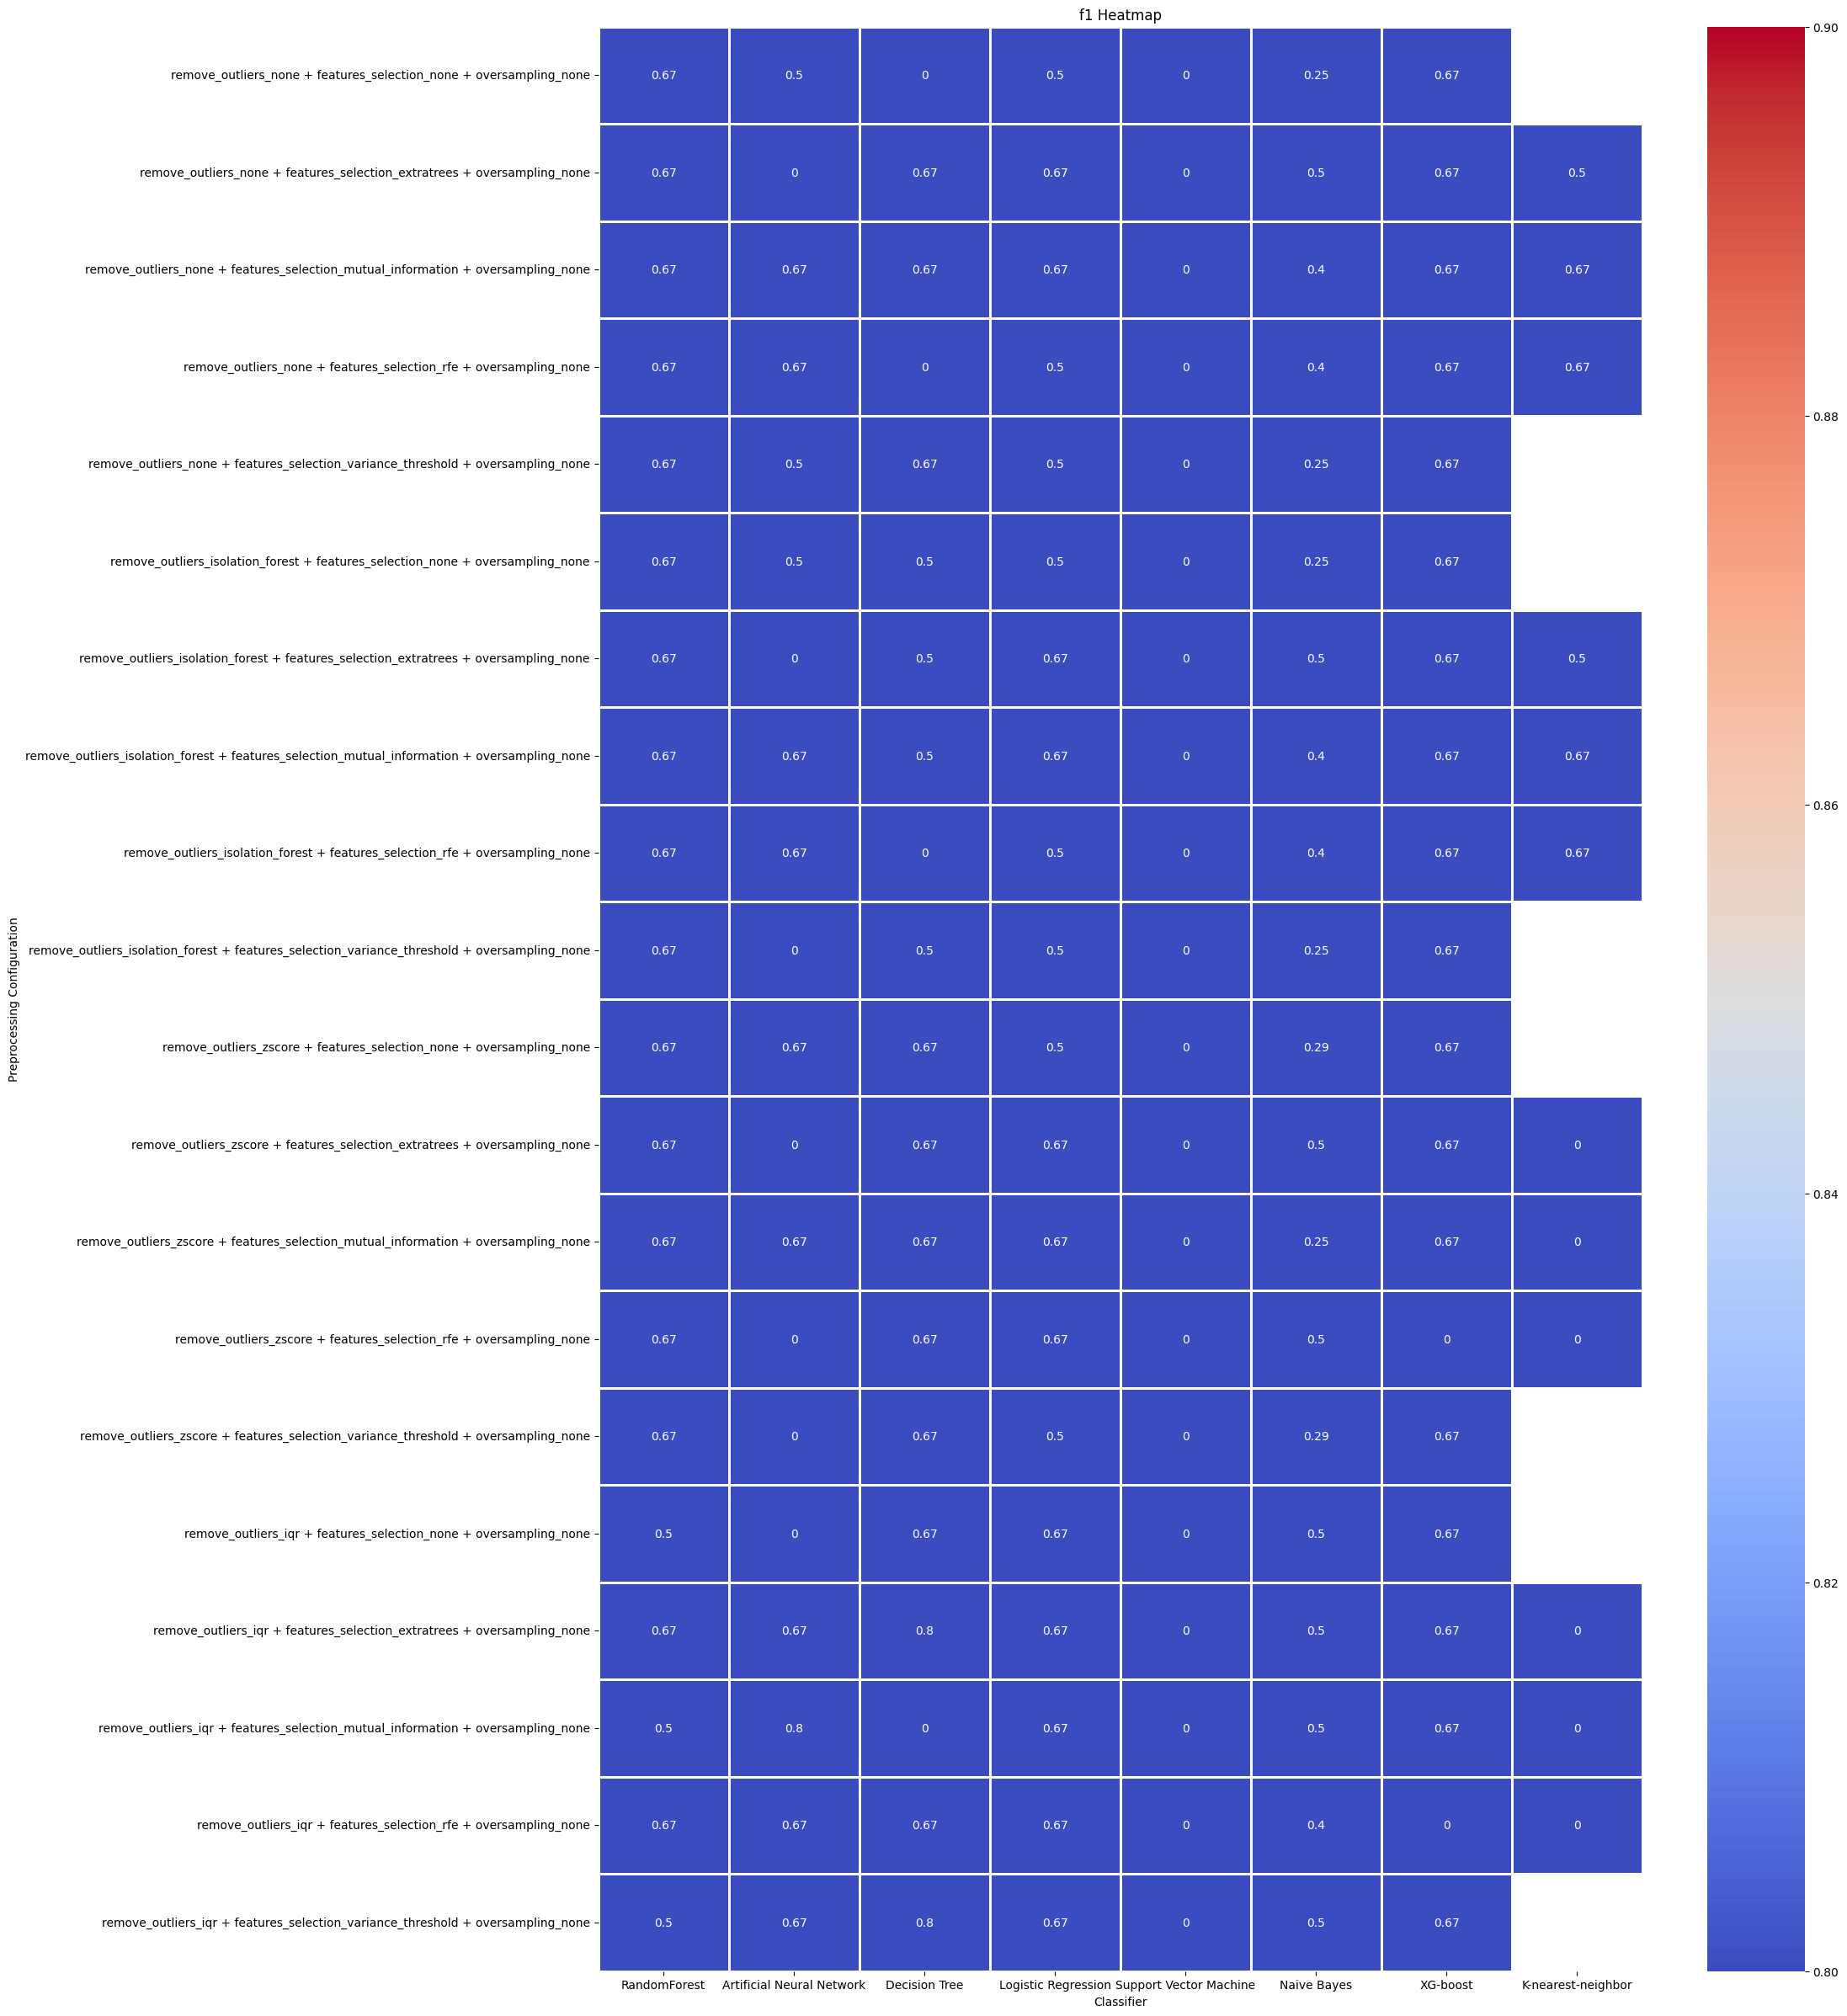 f1 Heatmap
remove_outliers_none + features_selection_none + oversampling_none 0.67 0.5 0 0.5 0 0.25 0.67
remove_outliers_none + features_selection_extratrees + oversampling_none 0.67 0 0.67 0.67 0 0.5 0.67 0.5
remove_outliers_none + features_selection_mutual_information + oversampling_none 0.67 0.67 0.67 0.67 0 0.4 0.67 0.67
remove_outliers_none + features_selection_rfe + oversampling_none 0.67 0.67 0 0.5 0 0.4 0.67 0.67
remove_outliers_none + features_selection_variance_threshold + oversampling_none 0.67 0.5 0.67 0.5 0 0.25 0.67
remove_outliers_isolation_forest + features_selection_none + oversampling_none 0.67 0.5 0.5 0.5 0 0.25 0.67
remove_outliers_isolation_forest + features_selection_extratrees + oversampling_none 0.67 0 0.5 0.67 0 0.5 0.67 0.5
remove_outliers_isolation_forest + features_selection_mutual_information + oversampling_none 0.67 0.67 0.5 0.67 0 0.4 0.67 0.67
remove_outliers_isolation_forest + features_selection_rfe + oversampling_none 0.67 0.67 0 0.5 0 0.4 0.67 0.67
remove_outliers_isolation_forest + features_selection_variance_threshold + oversampling_none 0.67 0 0.5 0.5 0 0.25 0.67
remove_outliers_zscore + features_selection_none + oversampling_none 0.67 0.67 0.67 0.5 0 0.29 0.67
remove_outliers_zscore + features_selection_extratrees + oversampling_none 0.67 0 0.67 0.67 0 0.5 0.67 0
remove_outliers_zscore + features_selection_mutual_information + oversampling_none 0.67 0.67 0.67 0.67 0 0.25 0.67 0
remove_outliers_zscore + features_selection_rfe + oversampling_none 0.67 0 0.67 0.67 0 0.5 0 0
remove_outliers_zscore + features_selection_variance_threshold + oversampling_none 0.67 0 0.67 0.5 0 0.29 0.67
remove_outliers_iqr + features_selection_none + oversampling_none 0.5 0 0.67 0.67 0 0.5 0.67
remove_outliers_iqr + features_selection_extratrees + oversampling_none 0.67 0.67 0.8 0.67 0 0.5 0.67 0
remove_outliers_iqr + features_selection_mutual_information + oversampling_none 0.5 0.8 0 0.67 0 0.5 0.67 0
remove_outliers_iqr + features_selection_rfe + oversampling_none 0.67 0.67 0.67 0.67 0 0.4 0 0
remove_outliers_iqr + features_selection_variance_threshold + oversampling_none 0.5 0.67 0.8 0.67 0 0.5 0.67
RandomForest Artificial Neural Network Decision Tree Logistic Regression Support Vector Machine Naive Bayes XG-boost K-nearest-neighbor
Classifier
Preprocessing Configuration
0.90
0.88
0.86
0.84
0.82
0.80